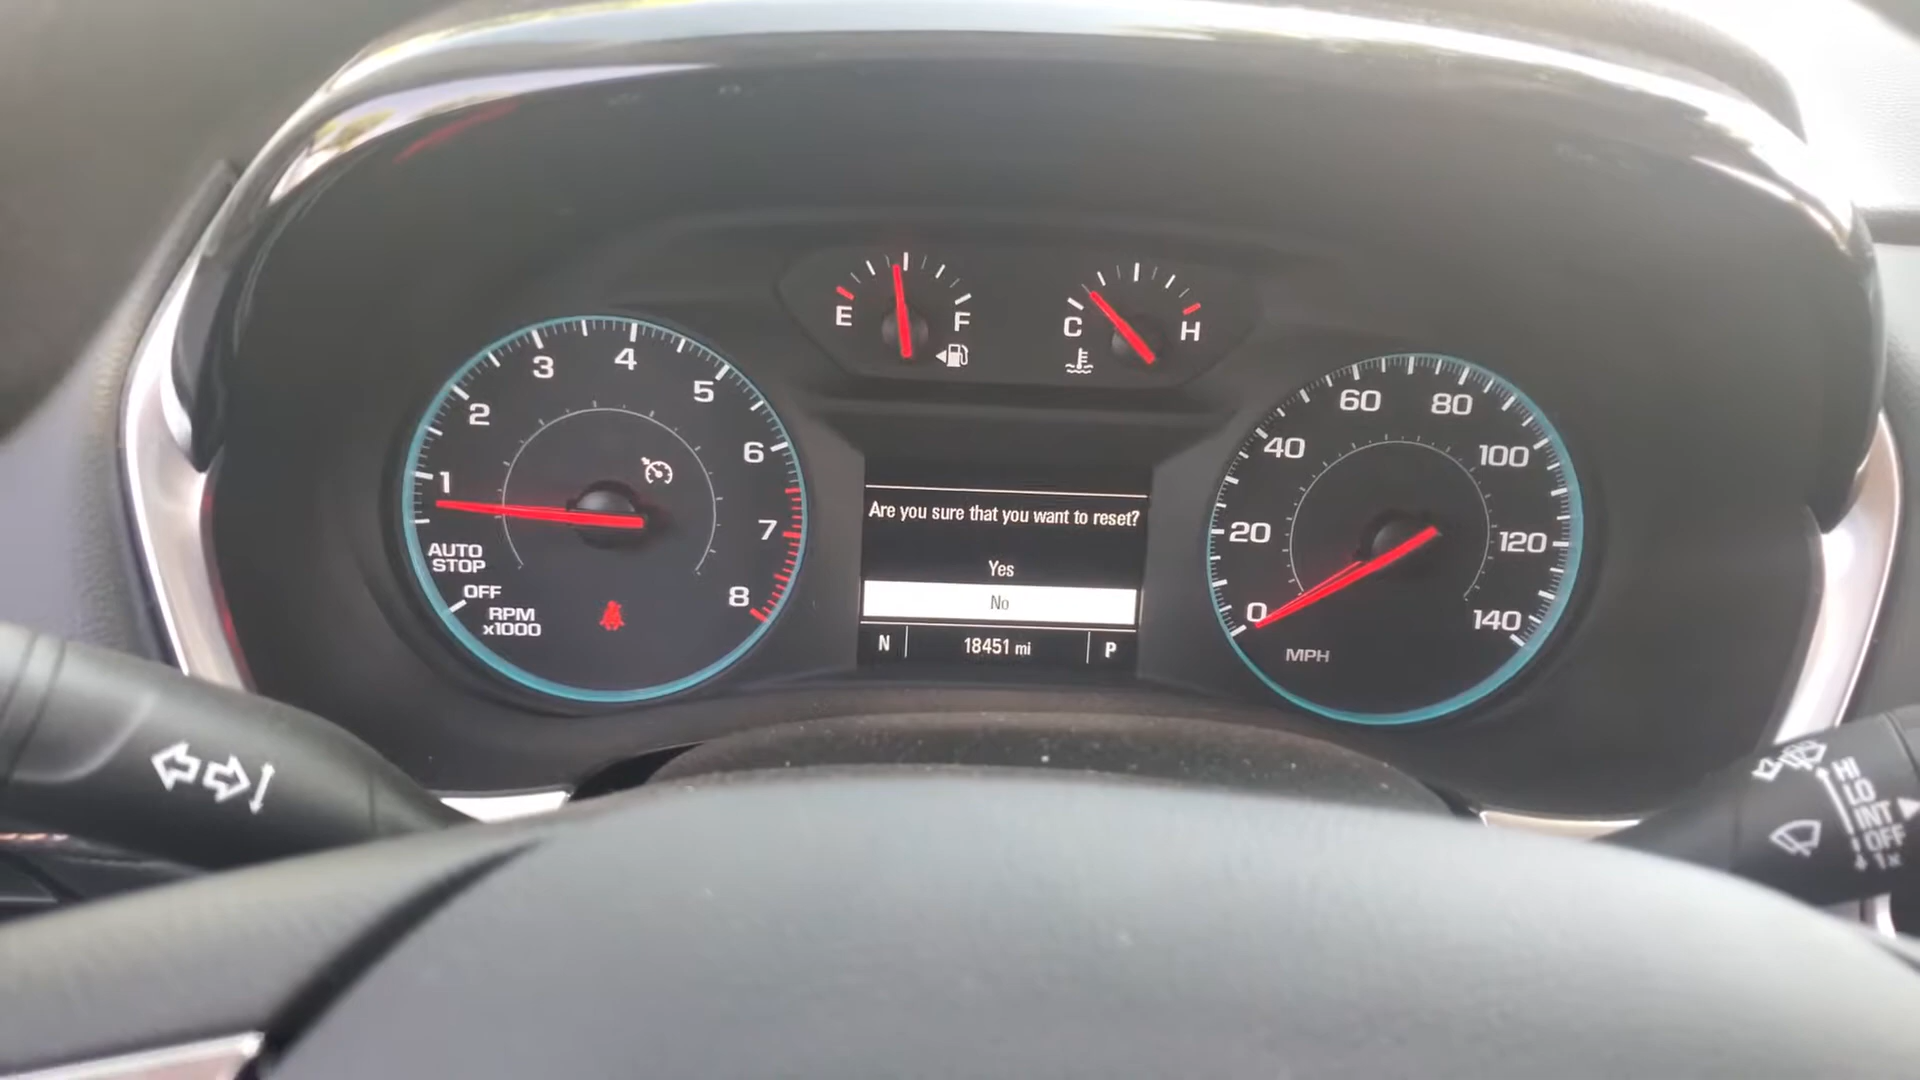 E
F
C
H
1
2
3
4
5
6
7
8
AUTO
STOP
OFF
RPM
x1000
Are you sure that you want to reset?
Yes
No
N
18451 mi
P
0
20
40
60
80
100
120
140
MPH
HI
LO
INT
OFF
1x